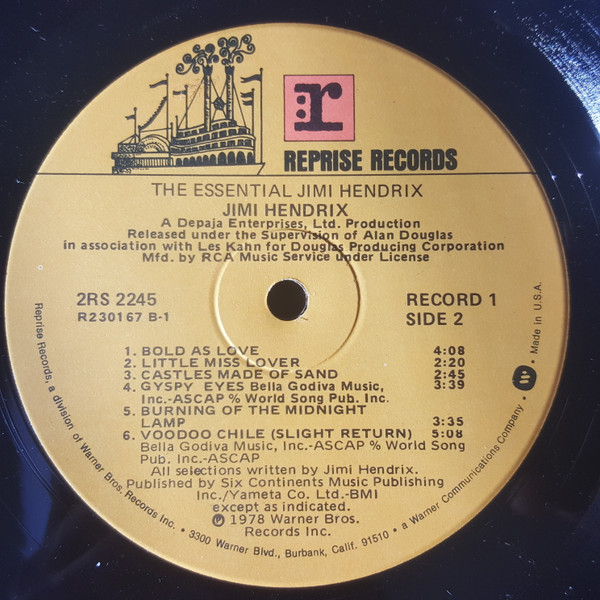 r
REPRISE RECORDS
THE ESSENTIAL JIMI HENDRIX
JIMI HENDRIX
A Depaja Enterprises, Ltd. Production
Released under the Supervision of Alan Douglas
in association with Les Kahn for Douglas Producing Corporation
Mfd. by RCA Music Service under License
2RS 2245
R230167 B-1
RECORD 1
SIDE 2
1. BOLD AS LOVE 4:08
2. LITTLE MISS LOVER 2:20
3. CASTLES MADE OF SAND 2:45
4. GYSPY EYES Bella Godiva Music, 3:39
Inc.-ASCAP % World Song Pub. Inc.
5. BURNING OF THE MIDNIGHT
LAMP 3:35
6. VOODOO CHILE (SLIGHT RETURN) 5:08
Bella Godiva Music, Inc.-ASCAP % World Song
Pub. Inc.-ASCAP
All selections written by Jimi Hendrix.
Published by Six Continents Music Publishing
Inc./Yameta Co. Ltd.-BMI
except as indicated.
℗ 1978 Warner Bros.
Records Inc.
Reprise Records, a division of Warner Bros. Records Inc. • 3300 Warner Blvd., Burbank, Calif. 91510 • a Warner Communications Company • Made in U.S.A.